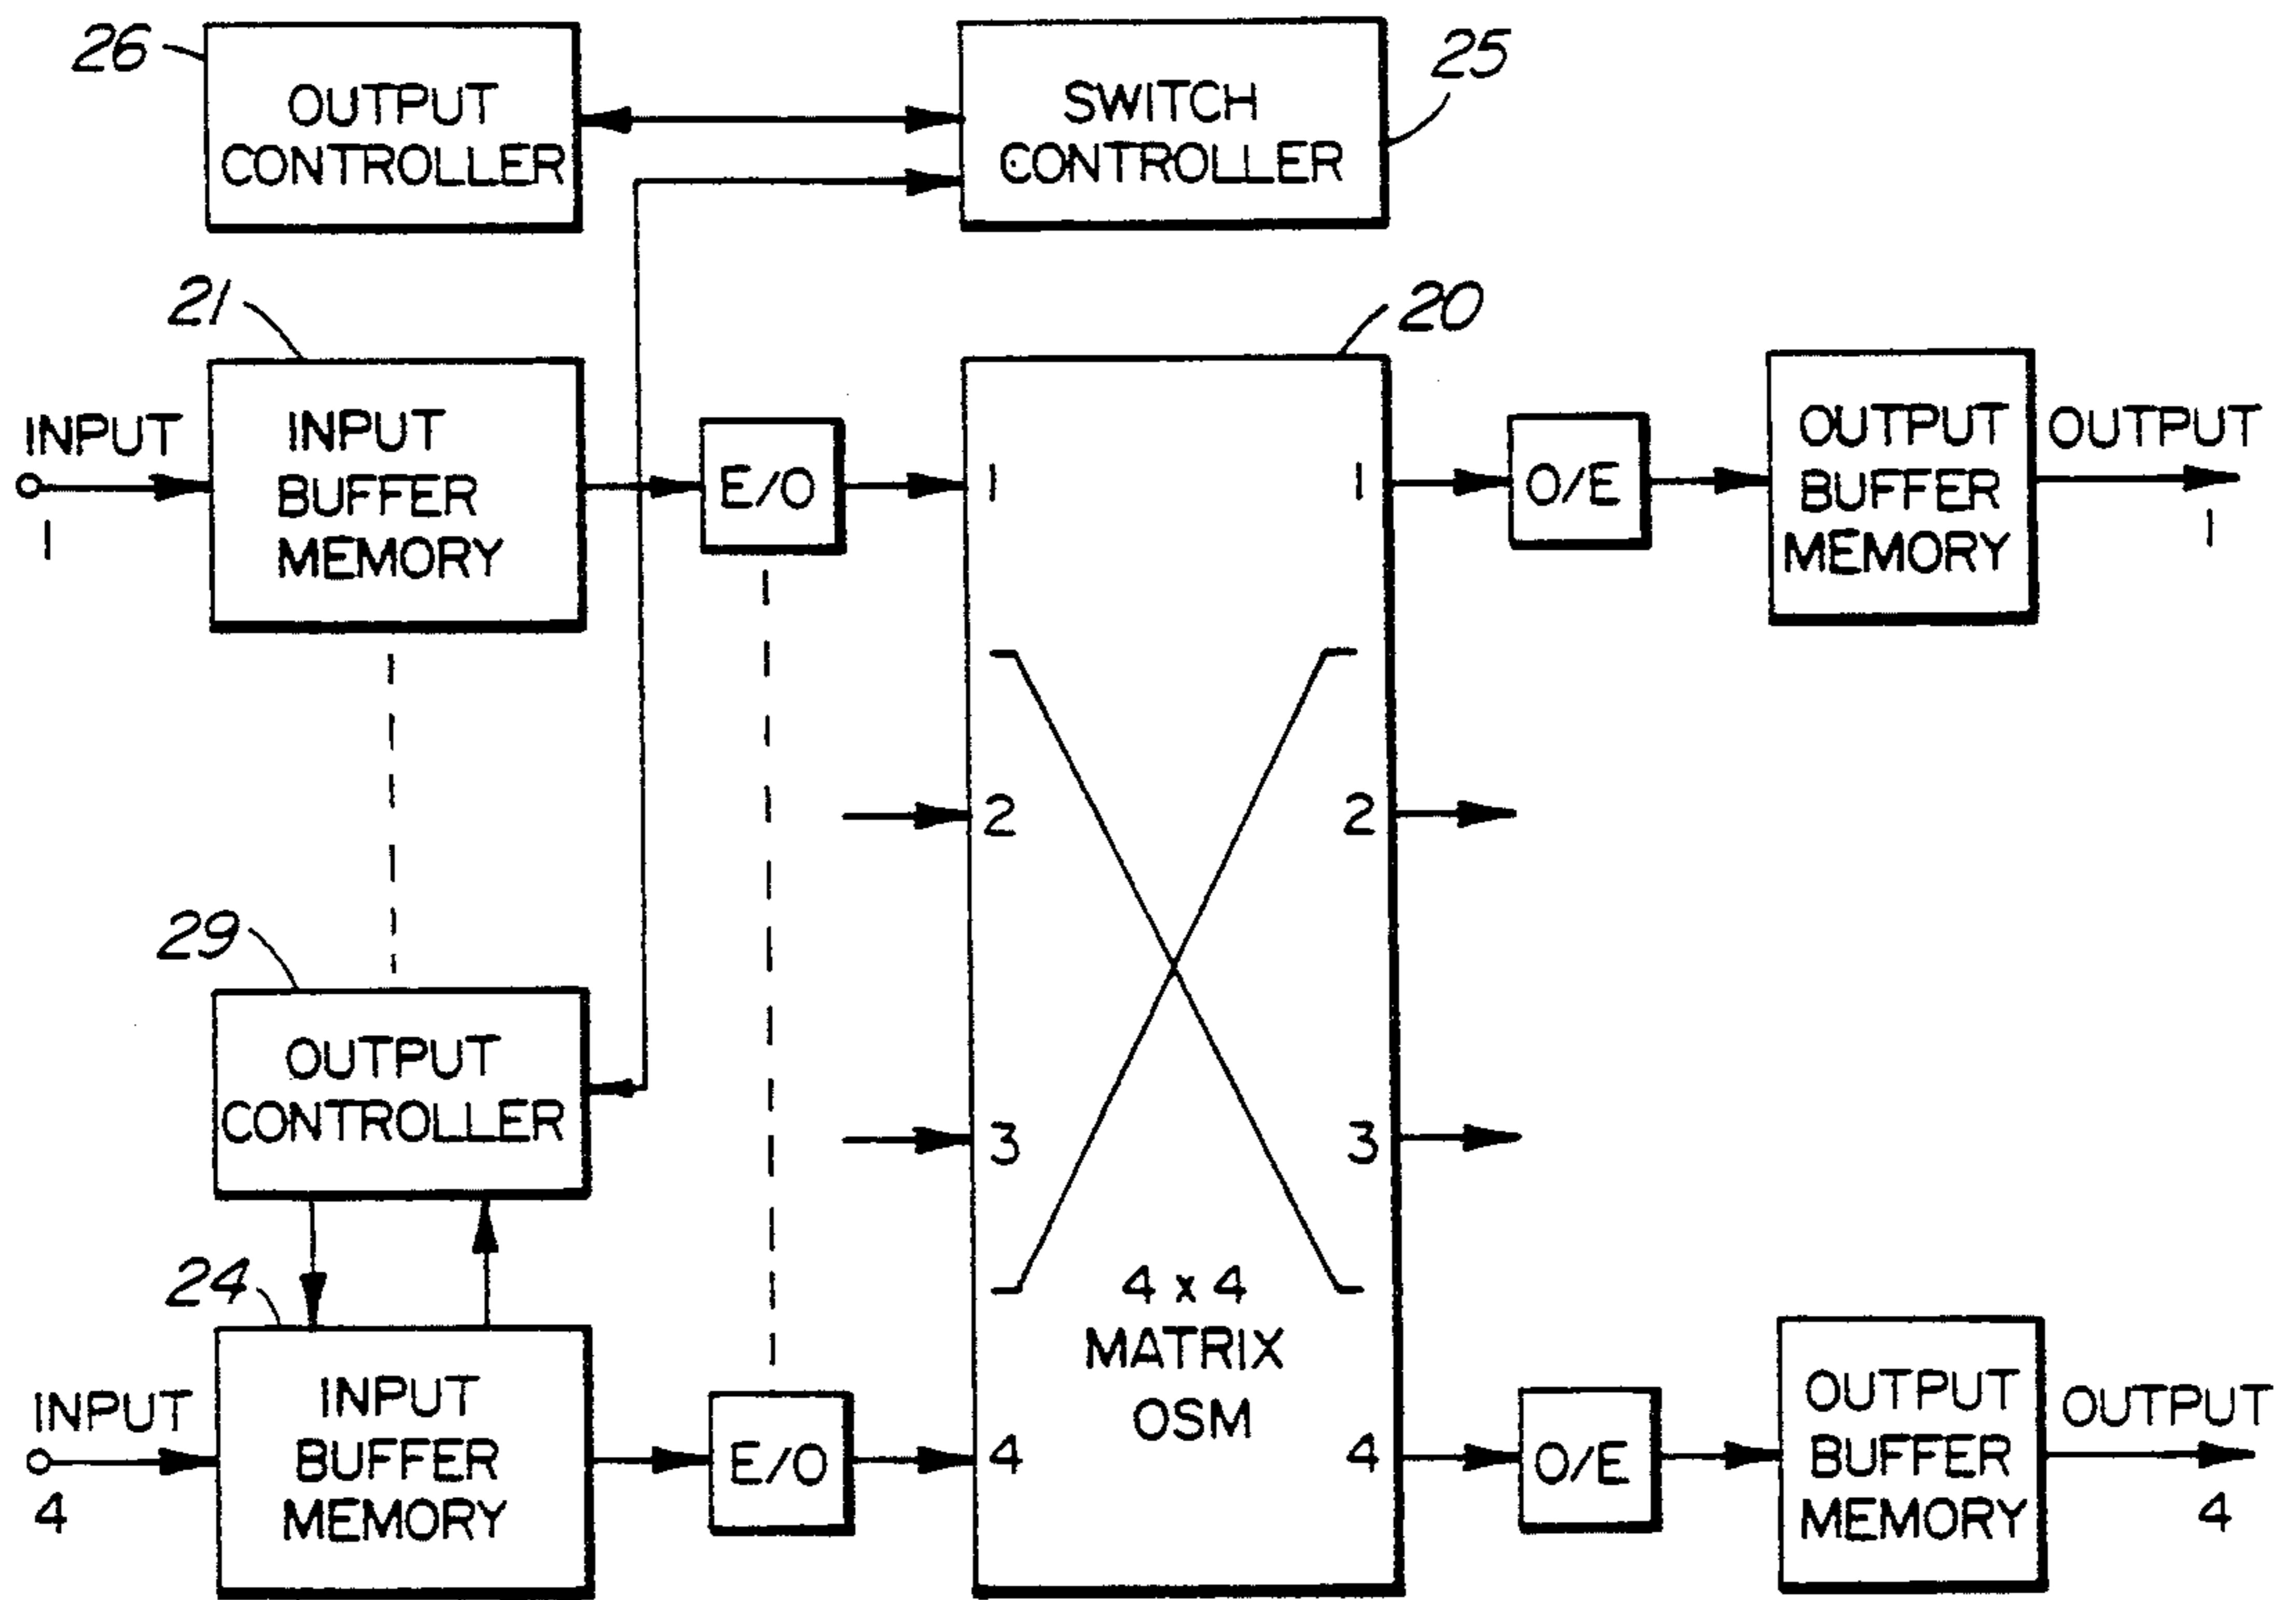 26
OUTPUT
CONTROLLER
SWITCH
CONTROLLER
25
21
INPUT
BUFFER
MEMORY
INPUT
1
E/O
20
1
2
3
4
1
2
3
4
4 x 4
MATRIX
OSM
O/E
OUTPUT
BUFFER
MEMORY
OUTPUT
1
29
OUTPUT
CONTROLLER
24
INPUT
BUFFER
MEMORY
INPUT
4
E/O
O/E
OUTPUT
BUFFER
MEMORY
OUTPUT
4